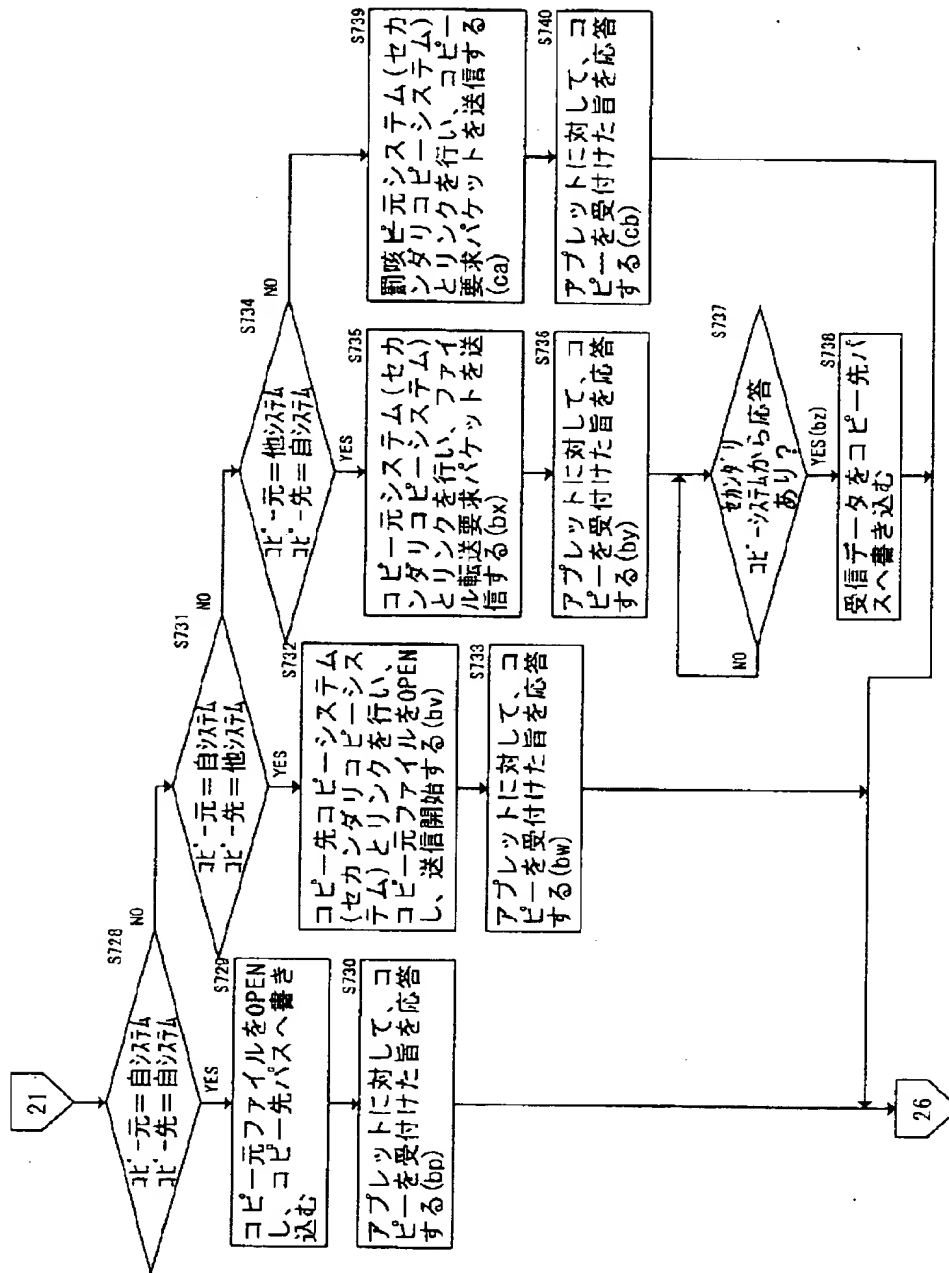 21
S728
コピー元=自システム
コピー先=自システム
NO
YES
S729
コピー元ファイルをOPEN
し、コピー先パスへ書き
込む
S730
アプレットに対して、コ
ピーを受付けた旨を応答
する(bp)
S731
コピー元=自システム
コピー先=他システム
NO
YES
S732
コピー先コピーシステム
(セカンダリコピーシス
テム)とリンクを行い、
コピー元ファイルをOPEN
し、送信開始する(bv)
S733
アプレットに対して、コ
ピーを受付けた旨を応答
する(bw)
S734
コピー元=他システム
コピー先=自システム
NO
YES
S735
コピー元システム(セカ
ンダリコピーシステム)
とリンクを行い、ファイ
ル転送要求パケットを送
信する(bx)
S736
アプレットに対して、コ
ピーを受付けた旨を応答
する(by)
S737
セカンダリ
コピーシステムから応答
あり?
NO
YES(bz)
S738
受信データをコピー先パ
スへ書き込む
S739
ピー元システム(セカ
ンダリコピーシステム)
とリンクを行い、コピー
要求パケットを送信する
(ca)
S740
アプレットに対して、コ
ピーを受付けた旨を応答
する(cb)
26